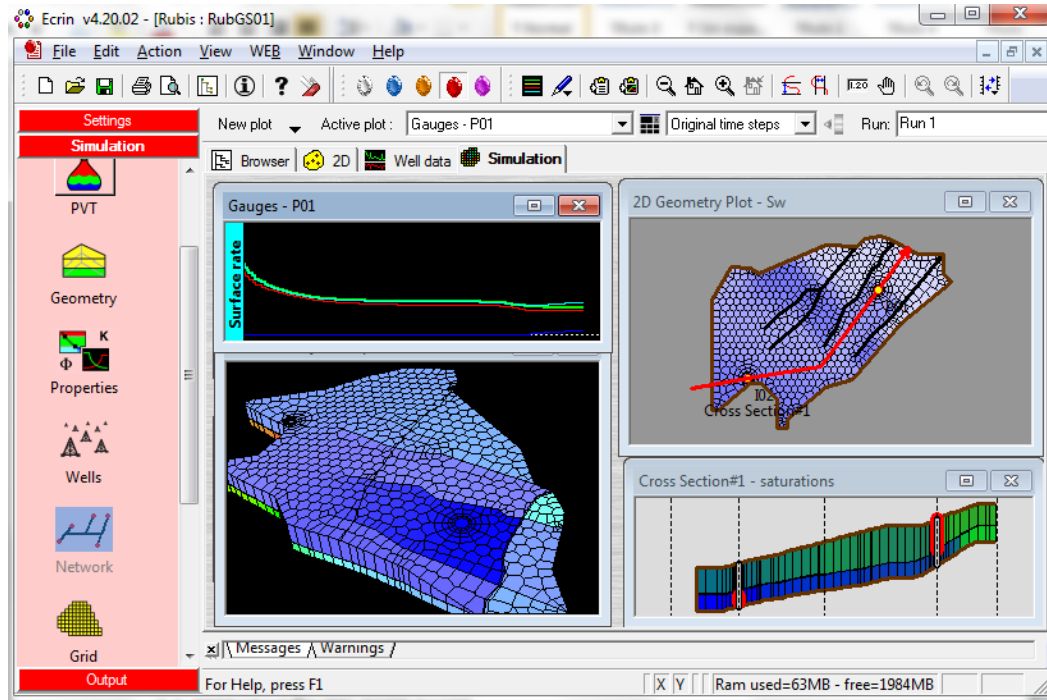 Ecrin v4.20.02 - [Rubis : RubGS01]
File Edit Action View WEB Window Help
Settings
New plot Active plot : Gauges - P01 Original time steps Run: Run 1
Simulation
Browser 2D Well data Simulation
PVT
Gauges - P01
2D Geometry Plot - Sw
Surface rate
Geometry
K
Φ
Properties
I02
Cross Section#1
Wells
Cross Section#1 - saturations
Network
Grid
Messages Warnings
Output
For Help, press F1 X Y Ram used=63MB - free=1984MB